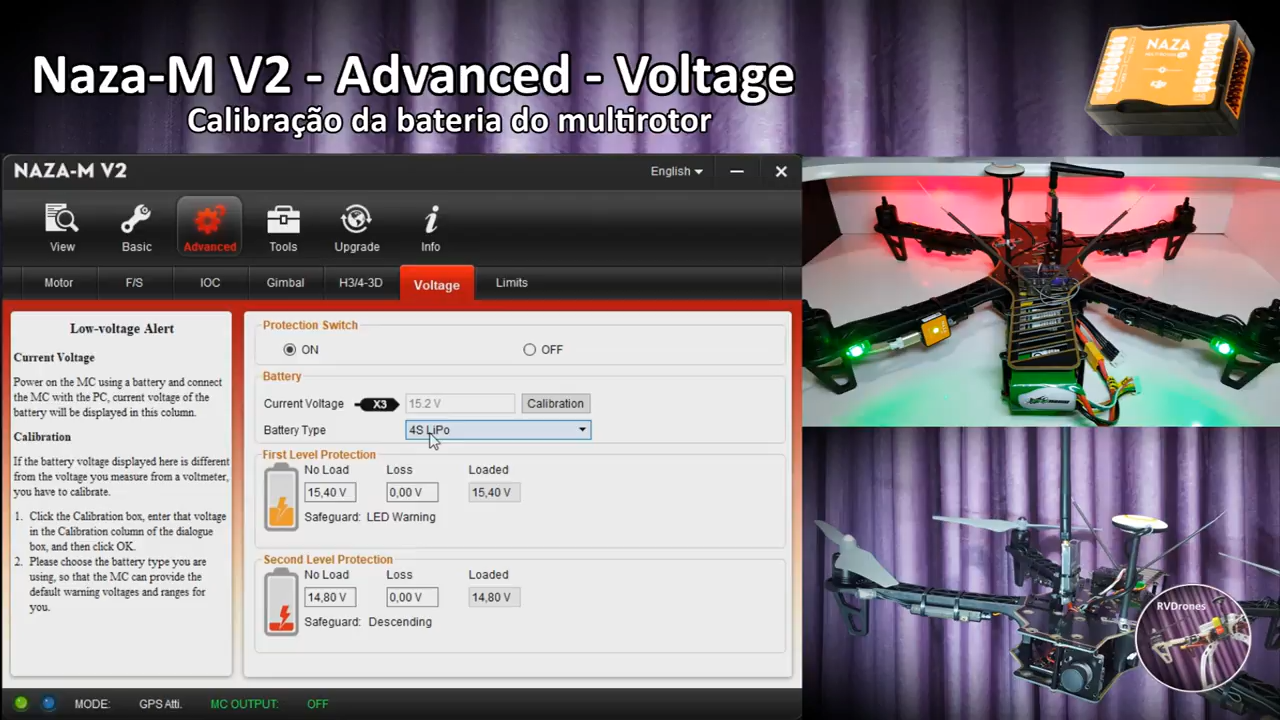 Naza-M V2 - Advanced - Voltage
Calibração da bateria do multirotor
NAZA
NAZA-M V2
English
View
Basic
Advanced
Tools
Upgrade
Info
Motor
F/S
IOC
Gimbal
H3/4-3D
Voltage
Limits
Low-voltage Alert
Current Voltage
Power on the MC using a battery and connect
the MC with the PC, current voltage of the
battery will be displayed in this column.
Calibration
If the battery voltage displayed here is different
from the voltage you measure from a voltmeter,
you have to calibrate.
1. Click the Calibration box, enter that voltage
in the Calibration column of the dialogue
box, and then click OK.
2. Please choose the battery type you are
using, so that the MC can provide the
default warning voltages and ranges for
you.
Protection Switch
ON
OFF
Battery
Current Voltage
X3
15.2 V
Calibration
Battery Type
4S LiPo
First Level Protection
No Load
Loss
Loaded
15,40 V
0,00 V
15,40 V
Safeguard: LED Warning
Second Level Protection
No Load
Loss
Loaded
14,80 V
0,00 V
14,80 V
Safeguard: Descending
MODE:
GPS Atti.
MC OUTPUT:
OFF
RVDrones